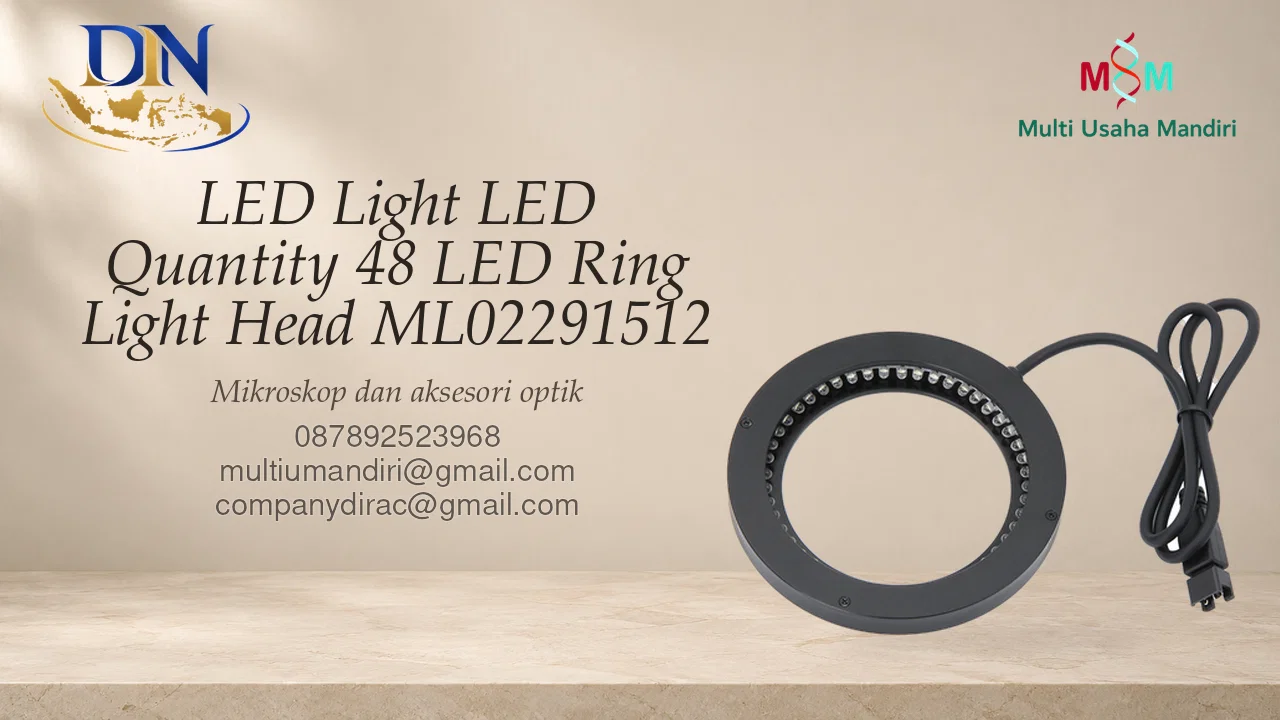 DN
M M
Multi Usaha Mandiri
LED Light LED
Quantity 48 LED Ring
Light Head ML02291512
Mikroskop dan aksesori optik
087892523968
multiumandiri@gmail.com
companydirac@gmail.com